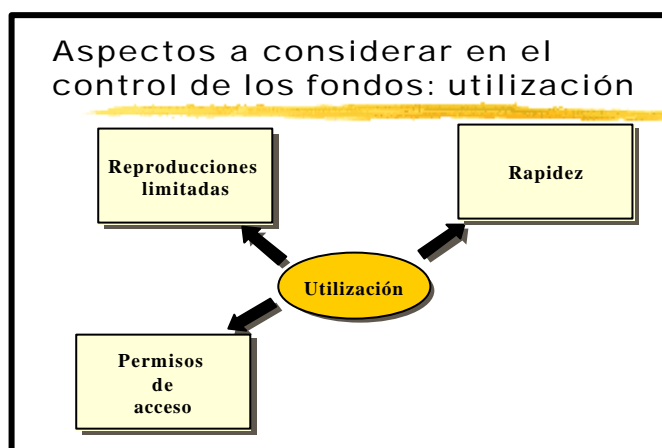 Aspectos a considerar en el
control de los fondos: utilización
Reproducciones
limitadas
Rapidez
Utilización
Permisos
de
acceso